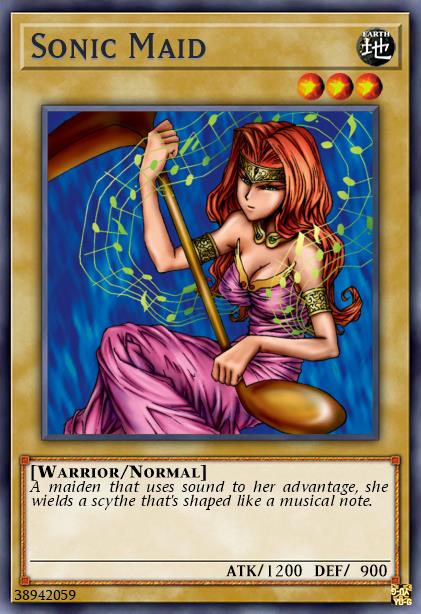 Sonic Maid
EARTH
地
[Warrior/Normal]
A maiden that uses sound to her advantage, she
wields a scythe that's shaped like a musical note.
ATK/1200 DEF/ 900
38942059